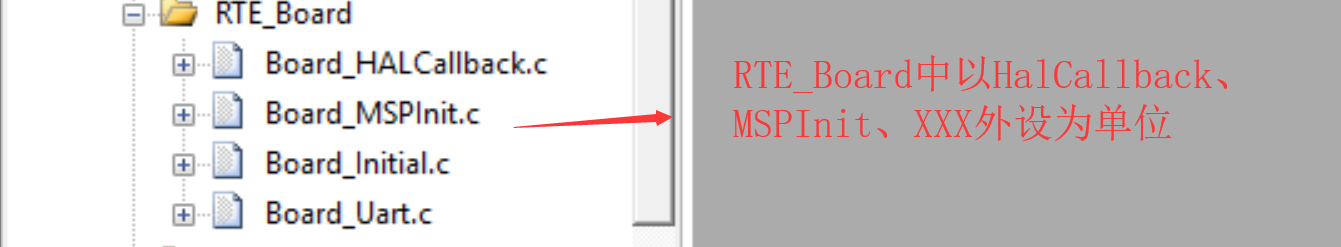 RTE_Board
Board_HALCallback.c
Board_MSPInit.c
Board_Initial.c
Board_Uart.c
RTE_Board中以HalCallback、
MSPInit、XXX外设为单位